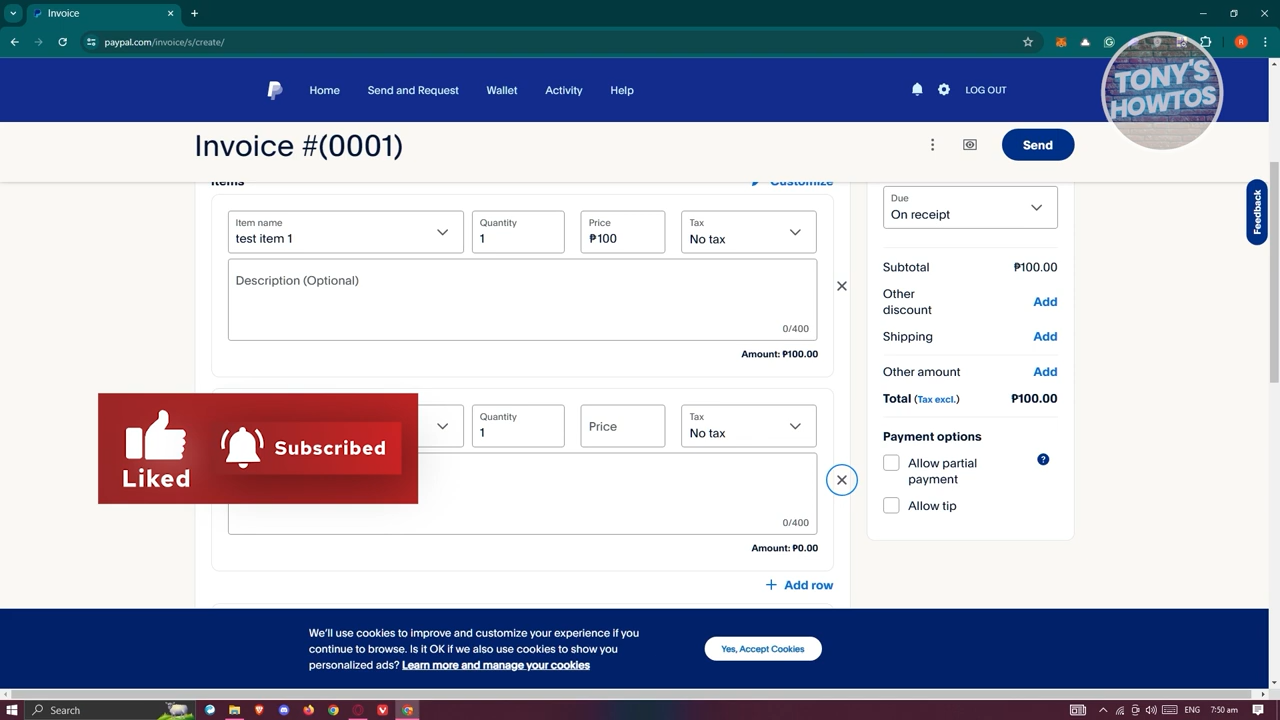 Invoice
paypal.com/invoice/s/create/
Home
Send and Request
Wallet
Activity
Help
LOG OUT
TONY'S
HOWTOS
Invoice #(0001)
Send
Items
Customize
Feedback
Item name
test item 1
Quantity
1
Price
₱100
Tax
No tax
Description (Optional)
0/400
Amount: ₱100.00
Quantity
1
Price
Tax
No tax
0/400
Amount: ₱0.00
+ Add row
Due
On receipt
Subtotal ₱100.00
Other
discount
Add
Shipping Add
Other amount Add
Total (Tax excl.) ₱100.00
Payment options
Allow partial
payment
?
Allow tip
Liked
Subscribed
We'll use cookies to improve and customize your experience if you
continue to browse. Is it OK if we also use cookies to show you
personalized ads? Learn more and manage your cookies
Yes, Accept Cookies
Search
ENG
7:50 am